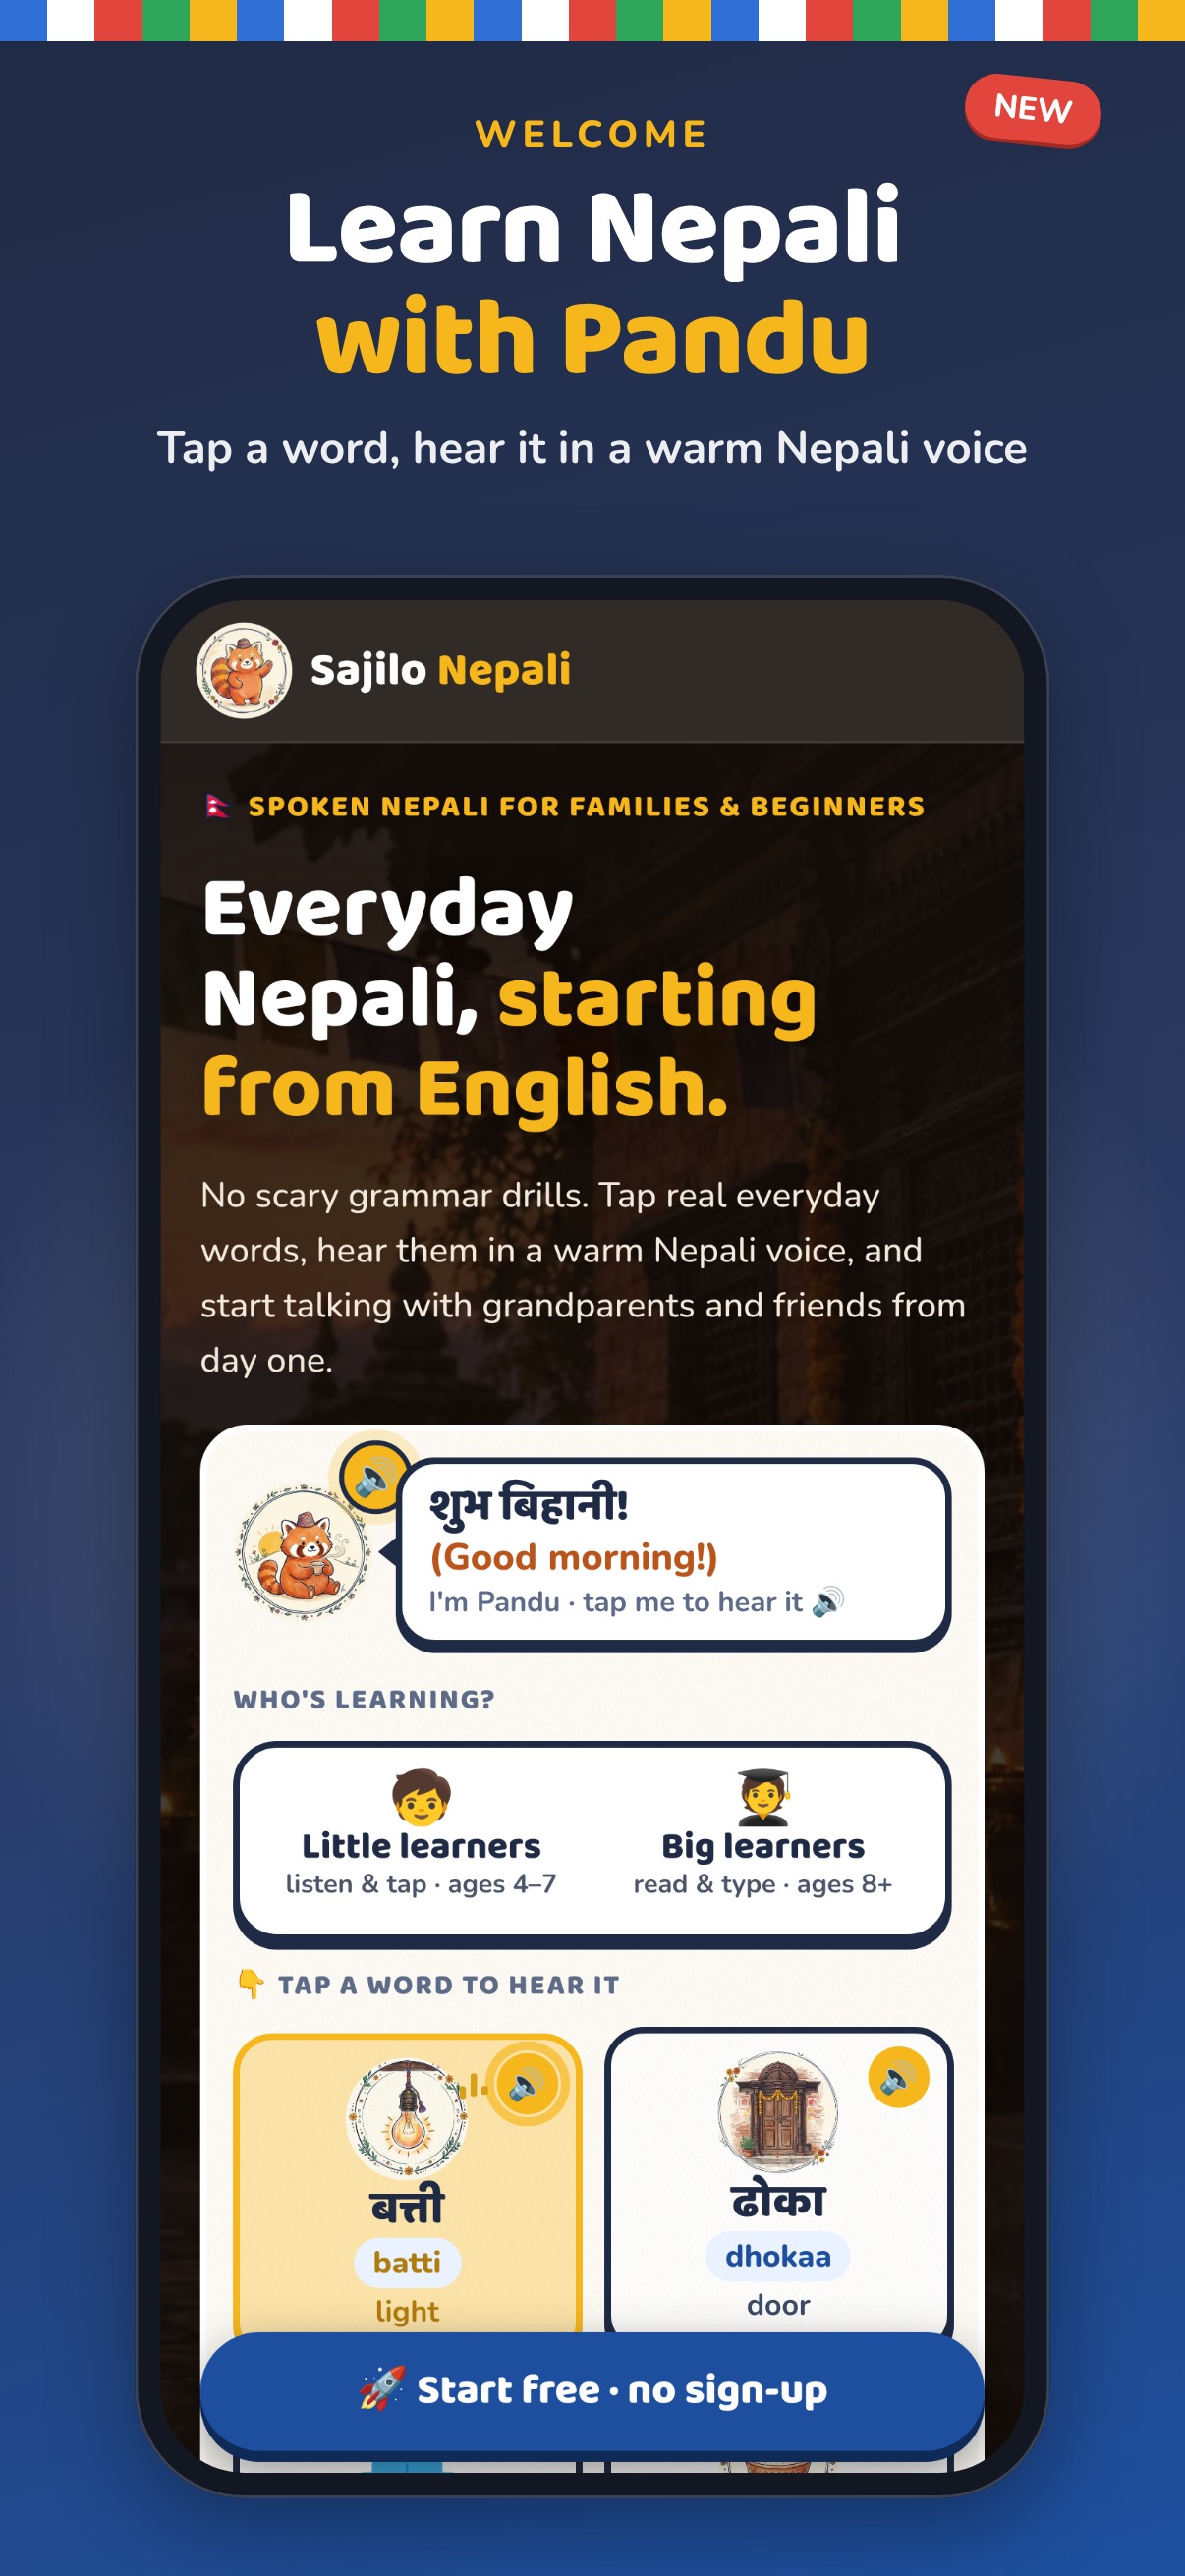 NEW
WELCOME
Learn Nepali
with Pandu
Tap a word, hear it in a warm Nepali voice
Sajilo Nepali
SPOKEN NEPALI FOR FAMILIES & BEGINNERS
Everyday
Nepali, starting
from English.
No scary grammar drills. Tap real everyday
words, hear them in a warm Nepali voice, and
start talking with grandparents and friends from
day one.
शुभ बिहानी!
(Good morning!)
I'm Pandu · tap me to hear it
WHO'S LEARNING?
Little learners
listen & tap · ages 4–7
Big learners
read & type · ages 8+
TAP A WORD TO HEAR IT
बत्ती
batti
light
ढोका
dhokaa
door
Start free · no sign-up